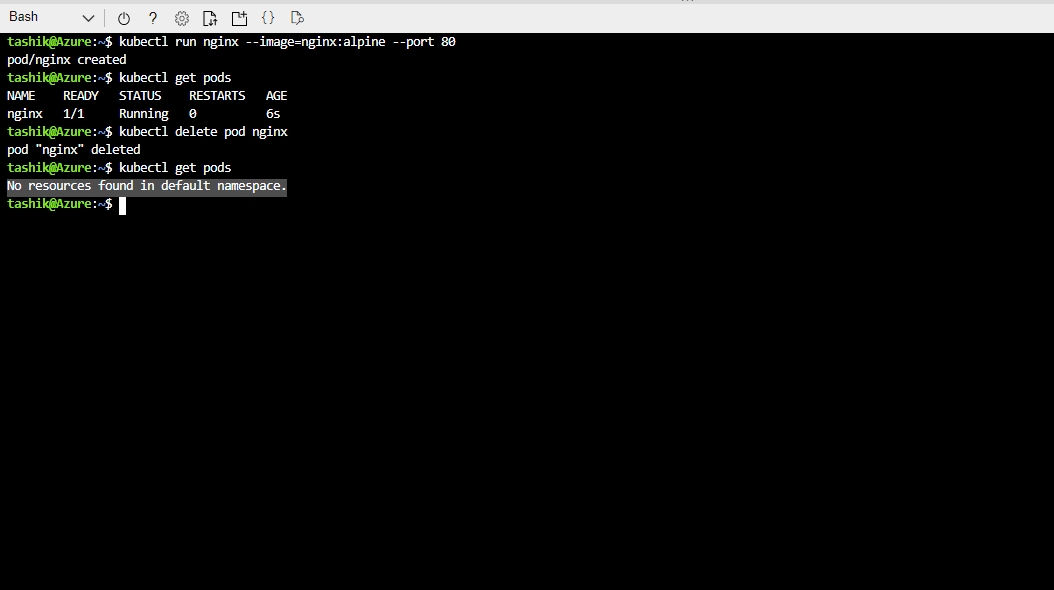 Bash
tashik@Azure:~$ kubectl run nginx --image=nginx:alpine --port 80
pod/nginx created
tashik@Azure:~$ kubectl get pods
NAME READY STATUS RESTARTS AGE
nginx 1/1 Running 0 6s
tashik@Azure:~$ kubectl delete pod nginx
pod "nginx" deleted
tashik@Azure:~$ kubectl get pods
No resources found in default namespace.
tashik@Azure:~$